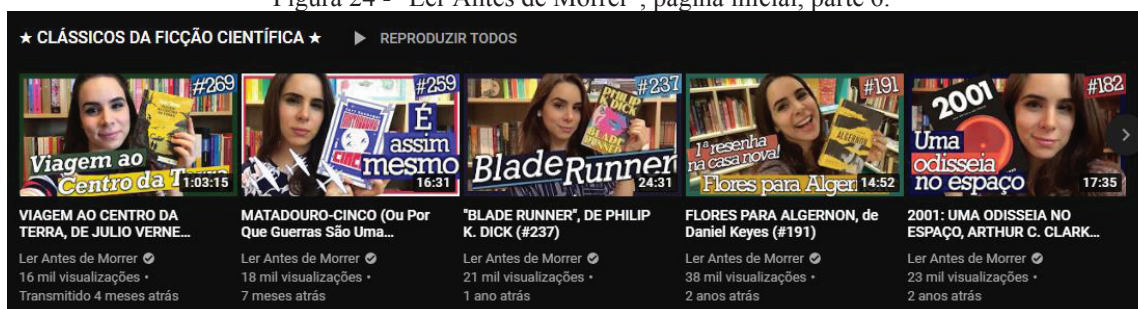 Figura 24 - "Ler Antes de Morrer", página inicial, parte 6.
★ CLÁSSICOS DA FICÇÃO CIENTÍFICA ★ ▶ REPRODUZIR TODOS
#269
Viagem ao
Centro da T
1:03:15
#259
É
assim
mesmo
16:31
#237
PHILIP
K. DICK
BLADE
RUNNER
Blade Runner
24:31
#191
1ª resenha
na casa nova!
ALGERNON
Flores para Alger
14:52
#182
2001
Uma
odisseia
no espaço
17:35
VIAGEM AO CENTRO DA
TERRA, DE JULIO VERNE...
Ler Antes de Morrer
16 mil visualizações •
Transmitido 4 meses atrás
MATADOURO-CINCO (Ou Por
Que Guerras São Uma...
Ler Antes de Morrer
18 mil visualizações •
7 meses atrás
"BLADE RUNNER", DE PHILIP
K. DICK (#237)
Ler Antes de Morrer
21 mil visualizações •
1 ano atrás
FLORES PARA ALGERNON, de
Daniel Keyes (#191)
Ler Antes de Morrer
38 mil visualizações •
2 anos atrás
2001: UMA ODISSEIA NO
ESPAÇO, ARTHUR C. CLARK...
Ler Antes de Morrer
23 mil visualizações •
2 anos atrás